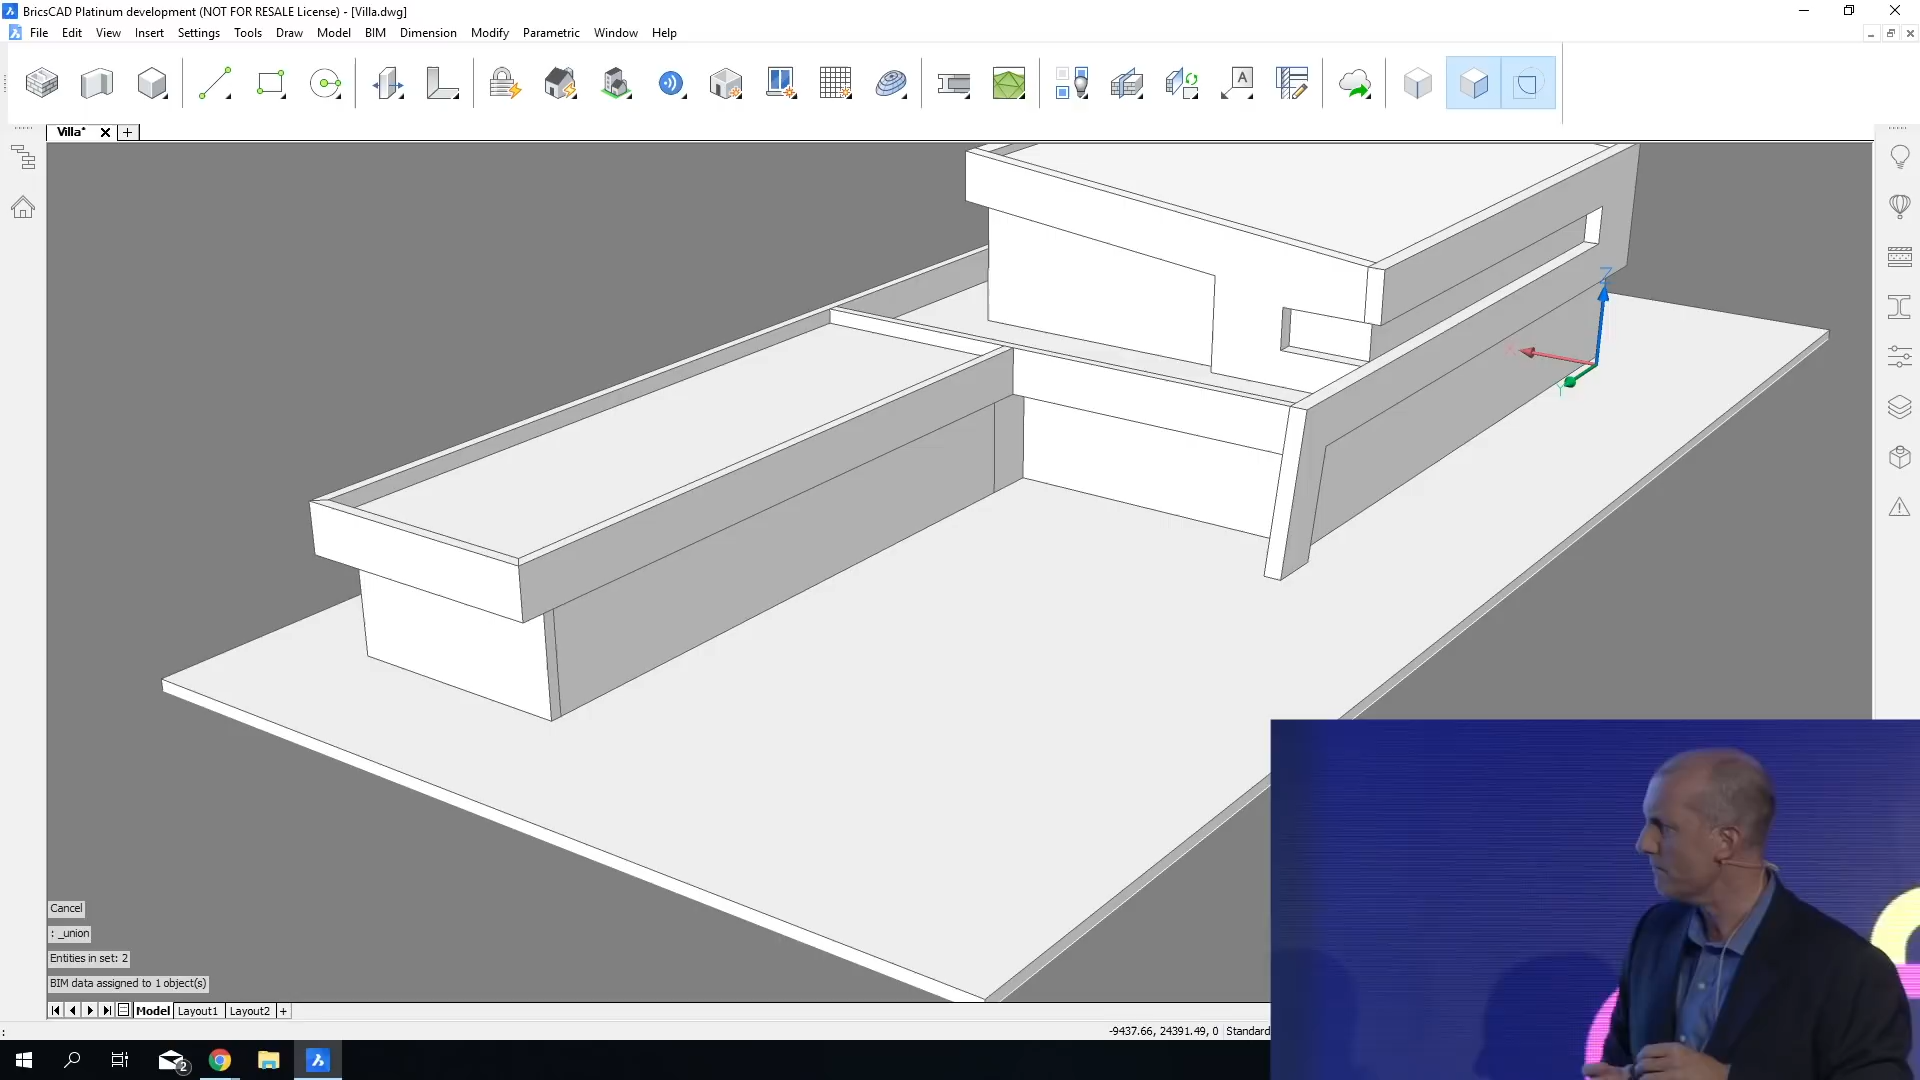 BricsCAD Platinum development (NOT FOR RESALE License) - [Villa.dwg]
File Edit View Insert Settings Tools Draw Model BIM Dimension Modify Parametric Window Help
A
Villa*
Z
X
Y
Cancel
: _union
Entities in set: 2
BIM data assigned to 1 object(s)
Model Layout1 Layout2
:
-9437.66, 24391.49, 0 Standard
2